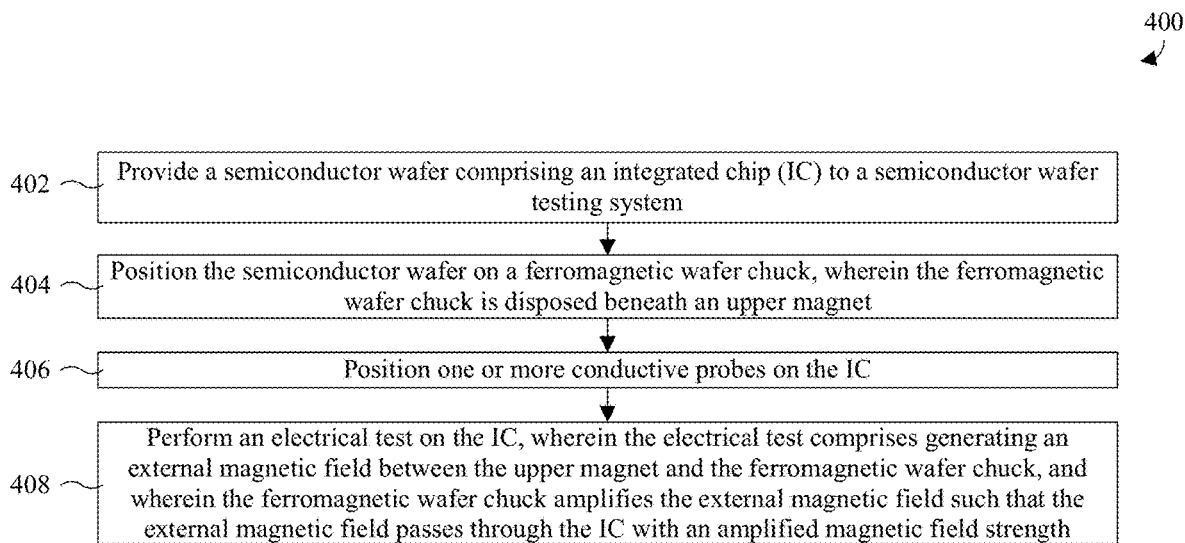 400
402
Provide a semiconductor wafer comprising an integrated chip (IC) to a semiconductor wafer
testing system
404
Position the semiconductor wafer on a ferromagnetic wafer chuck, wherein the ferromagnetic
wafer chuck is disposed beneath an upper magnet
406
Position one or more conductive probes on the IC
408
Perform an electrical test on the IC, wherein the electrical test comprises generating an
external magnetic field between the upper magnet and the ferromagnetic wafer chuck, and
wherein the ferromagnetic wafer chuck amplifies the external magnetic field such that the
external magnetic field passes through the IC with an amplified magnetic field strength